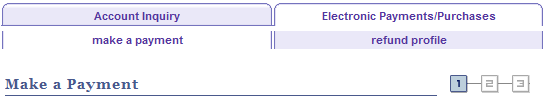 Account Inquiry Electronic Payments/Purchases
make a payment refund profile
Make a Payment 1 2 3